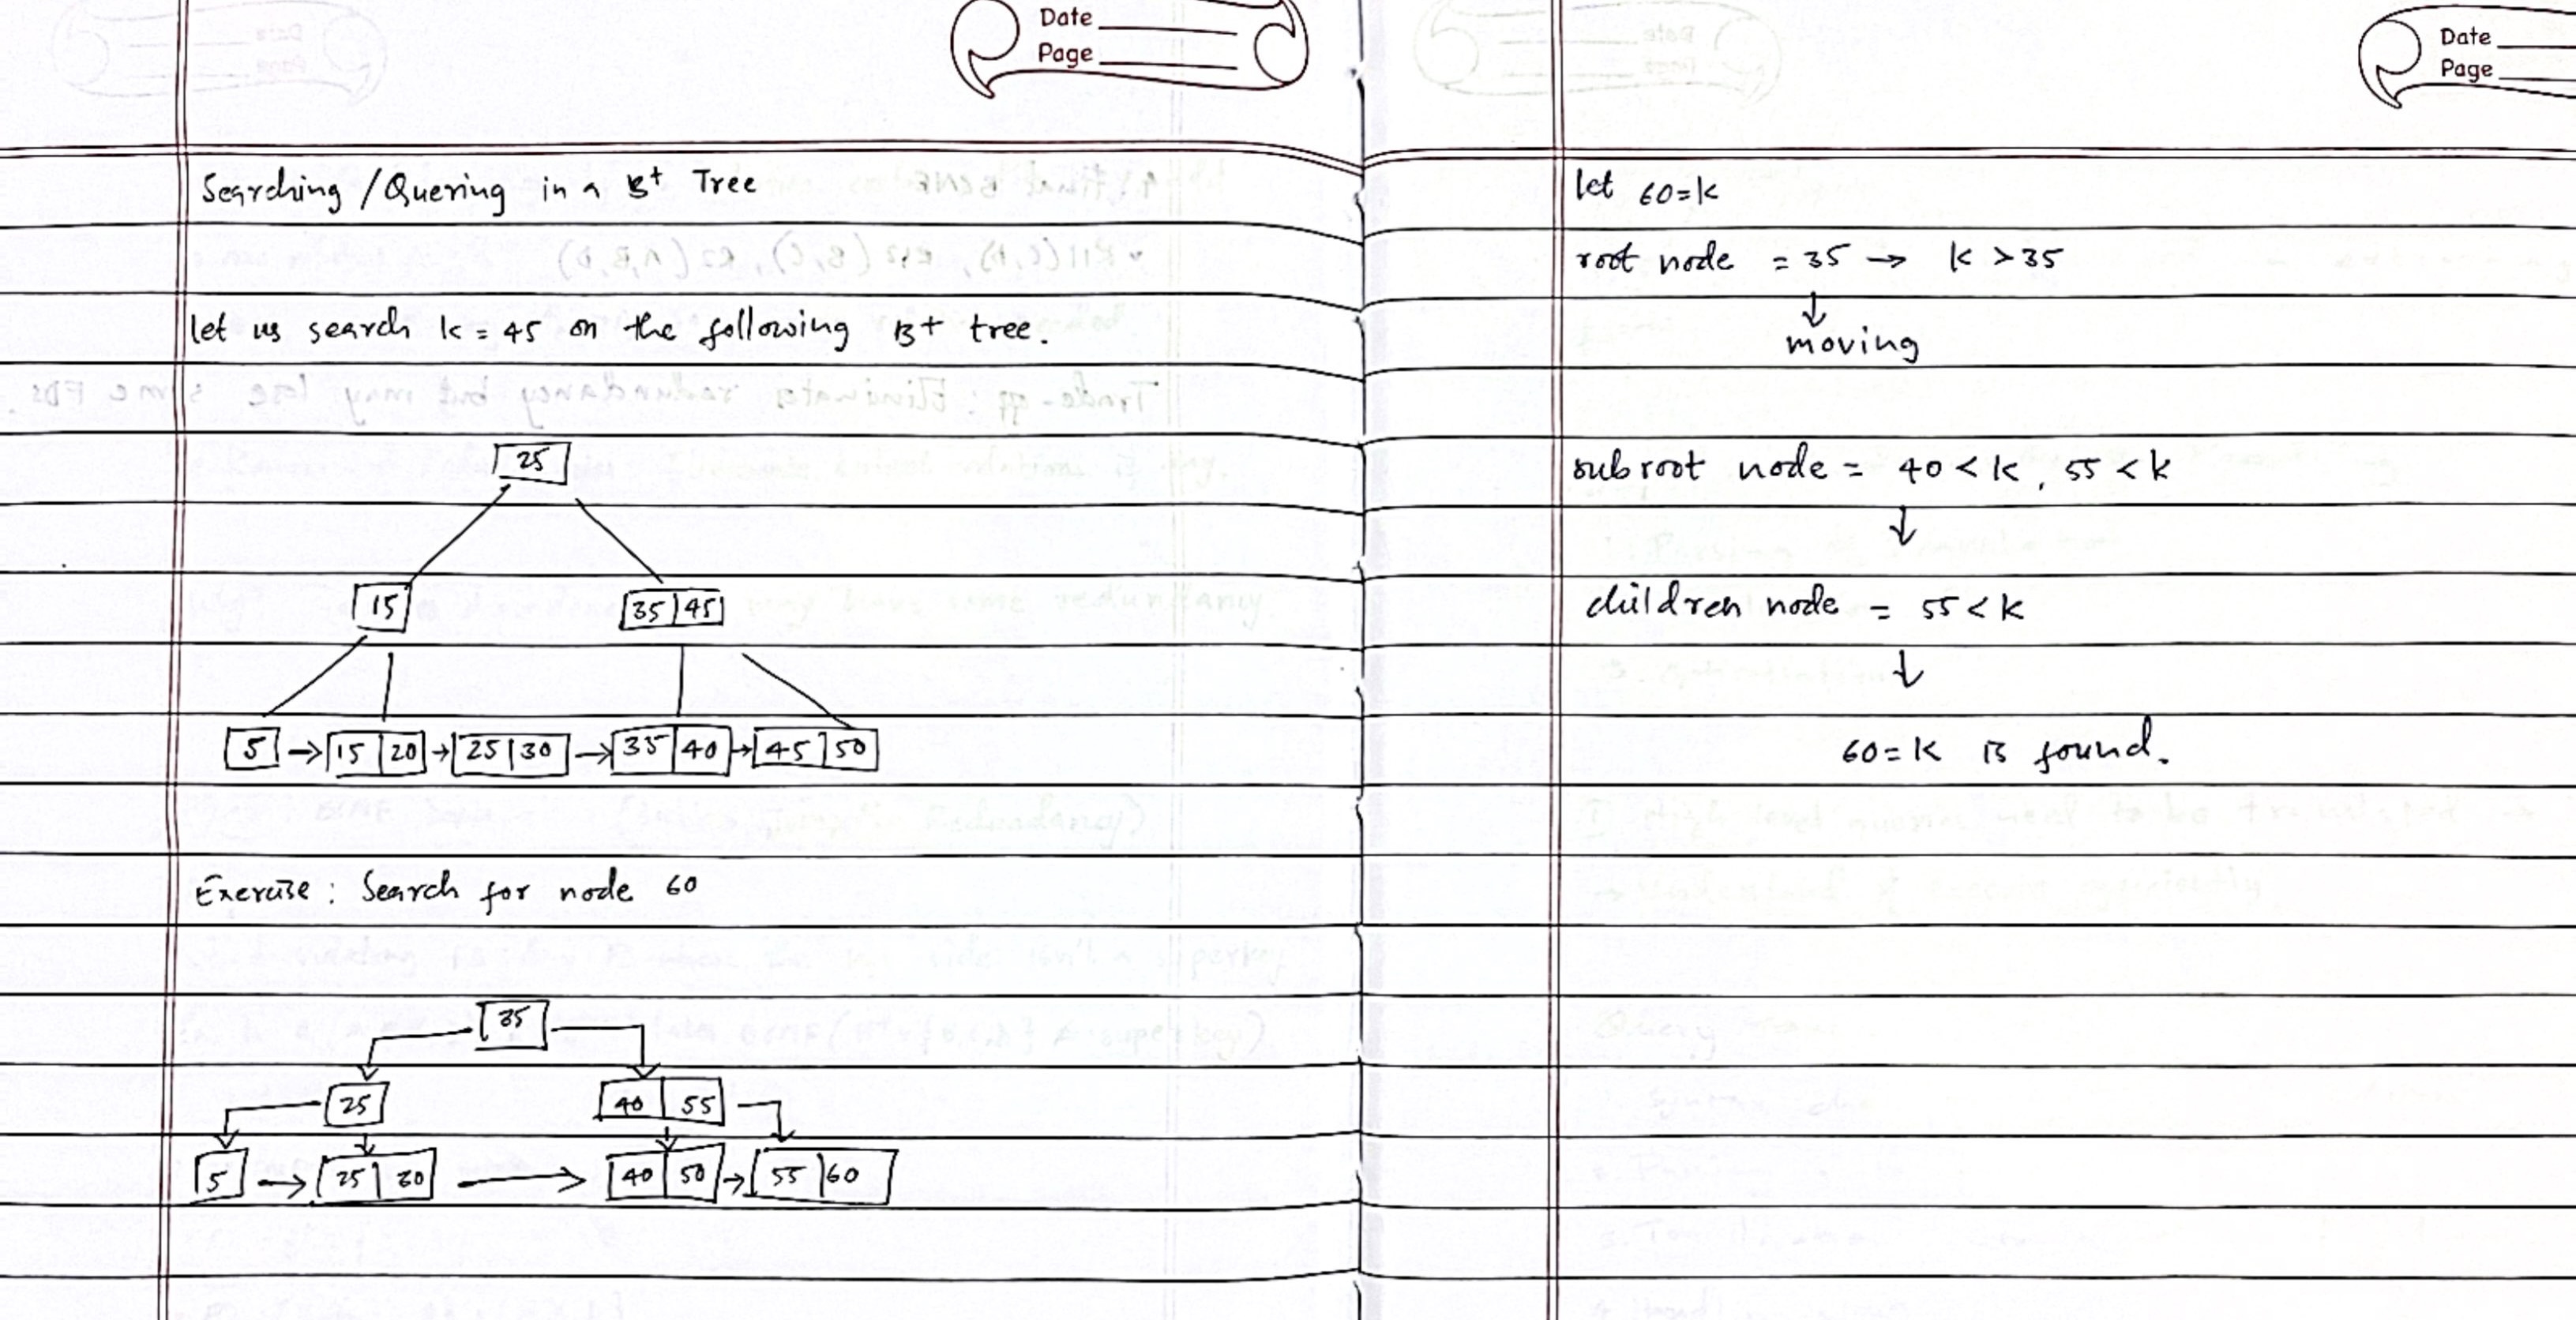 Date
Page
Searching / Quering in a B+ Tree
let us search k = 45 on the following B+ tree.
25
15 35 45
5 → 15 20 → 25 30 → 35 40 → 45 50
Exercise : Search for node 60
35
25 40 55
5 → 25 30 → 40 50 → 55 60
Date
Page
let 60=k
root node = 35 → k > 35
↓
moving
subroot node = 40 < k, 55 < k
↓
children node = 55 < k
↓
60 = k is found.